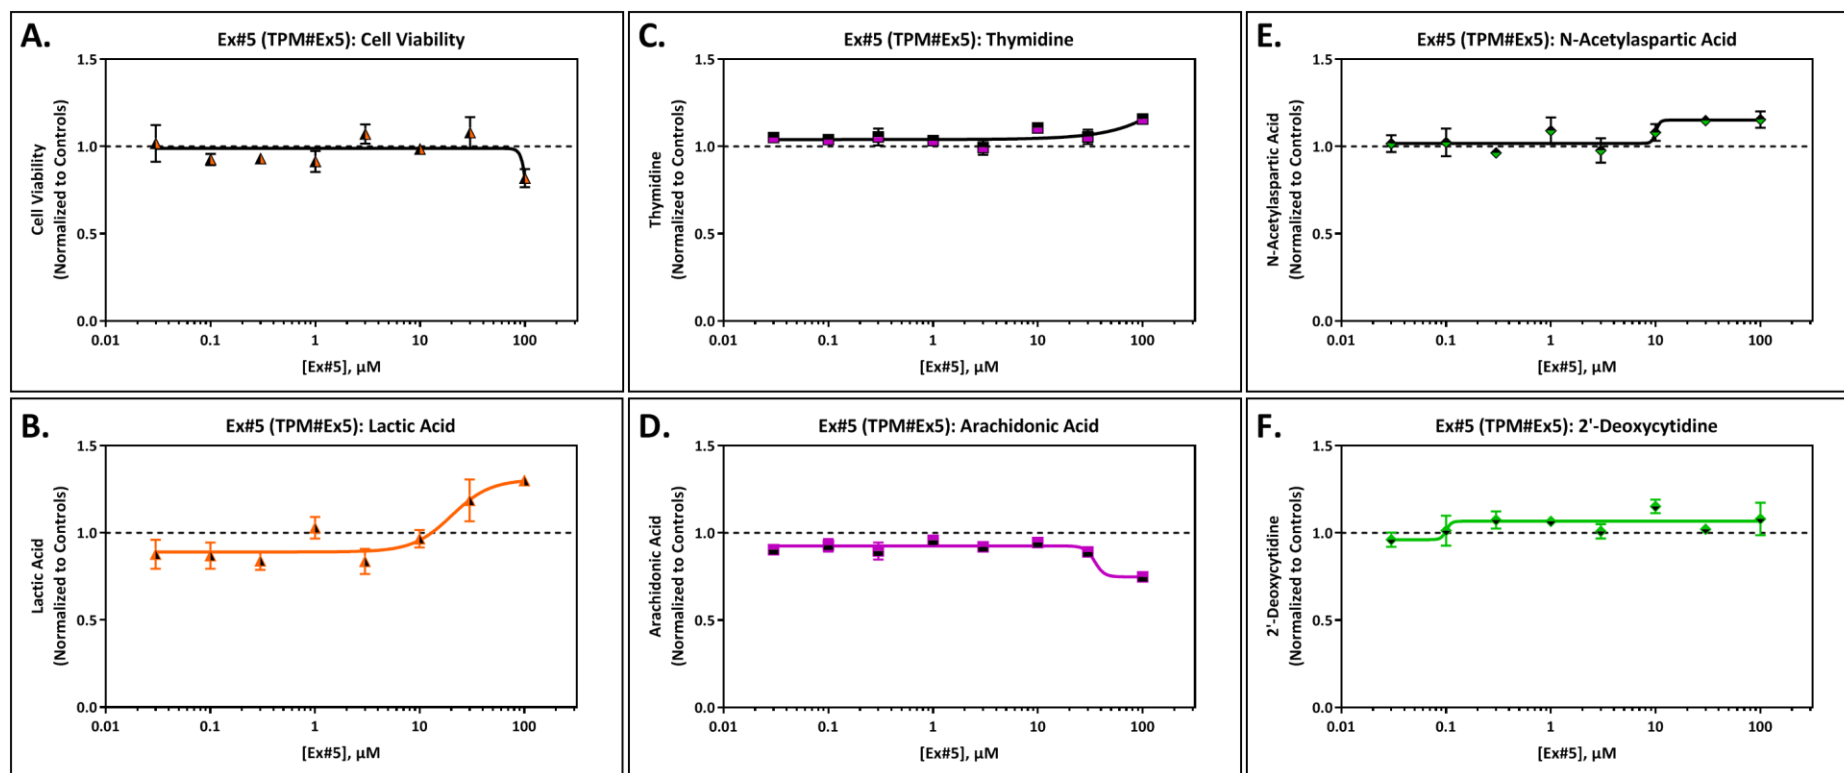 A.
Ex#5 (TPM#Ex5): Cell Viability
Cell Viability
(Normalized to Controls)
1.5
1.0
0.5
0.0
0.01
0.1
1
10
100
[Ex#5], µM
C.
Ex#5 (TPM#Ex5): Thymidine
Thymidine
(Normalized to Controls)
1.5
1.0
0.5
0.0
0.01
0.1
1
10
100
[Ex#5], µM
E.
Ex#5 (TPM#Ex5): N-Acetylaspartic Acid
N-Acetylaspartic Acid
(Normalized to Controls)
1.5
1.0
0.5
0.0
0.01
0.1
1
10
100
[Ex#5], µM
B.
Ex#5 (TPM#Ex5): Lactic Acid
Lactic Acid
(Normalized to Controls)
1.5
1.0
0.5
0.0
0.01
0.1
1
10
100
[Ex#5], µM
D.
Ex#5 (TPM#Ex5): Arachidonic Acid
Arachidonic Acid
(Normalized to Controls)
1.5
1.0
0.5
0.0
0.01
0.1
1
10
100
[Ex#5], µM
F.
Ex#5 (TPM#Ex5): 2'-Deoxycytidine
2'-Deoxycytidine
(Normalized to Controls)
1.5
1.0
0.5
0.0
0.01
0.1
1
10
100
[Ex#5], µM